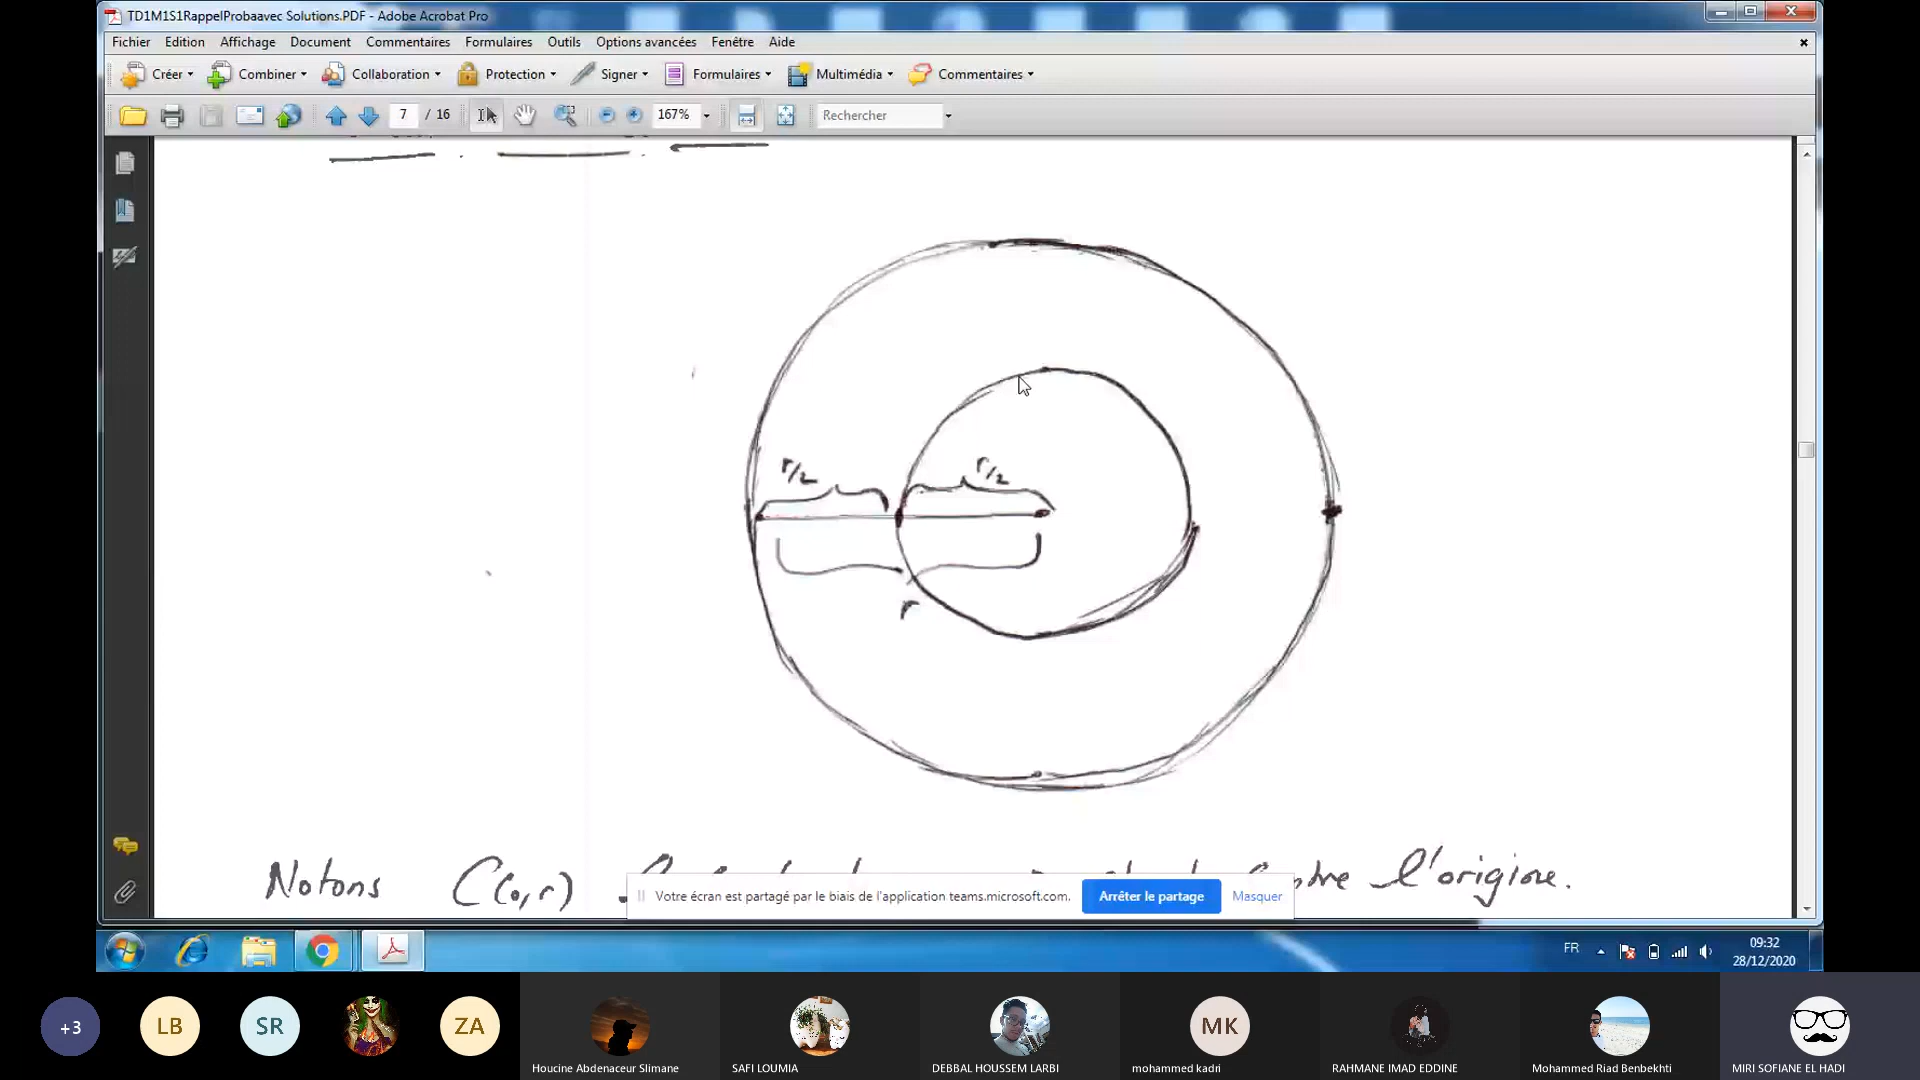 TD1M1S1RappelProbaavec Solutions.PDF - Adobe Acrobat Pro
Fichier Edition Affichage Document Commentaires Formulaires Outils Options avancées Fenêtre Aide
Créer Combiner Collaboration Protection Signer Formulaires Multimédia Commentaires
7 / 16 167% Rechercher
r/2 r/2
r
Notons C(o,r) l'origine.
Votre écran est partagé par le biais de l'application teams.microsoft.com. Arrêter le partage Masquer
FR 09:32
28/12/2020
+3 LB SR ZA MK
Houcine Abdenaceur Slimane SAFI LOUMIA DEBBAL HOUSSEM LARBI mohammed kadri RAHMANE IMAD EDDINE Mohammed Riad Benbekhti MIRI SOFIANE EL HADI